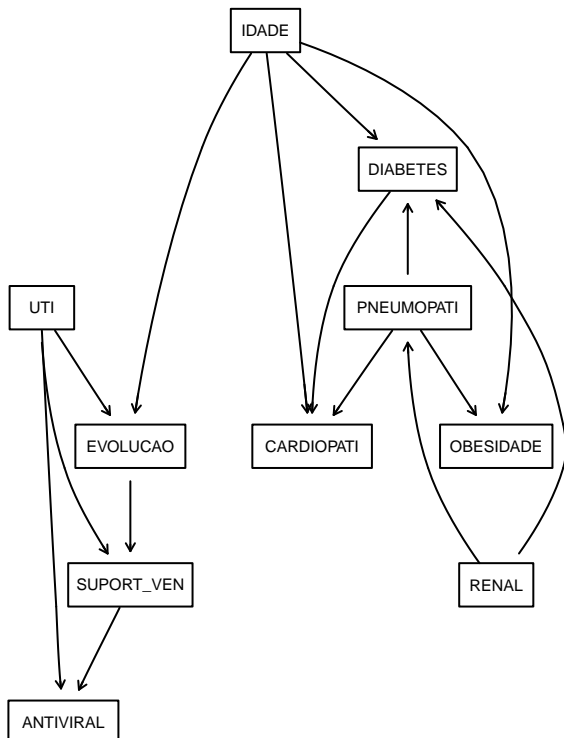 IDADE
DIABETES
UTI
PNEUMOPATI
EVOLUCAO
CARDIOPATI
OBESIDADE
SUPORT_VEN
RENAL
ANTIVIRAL